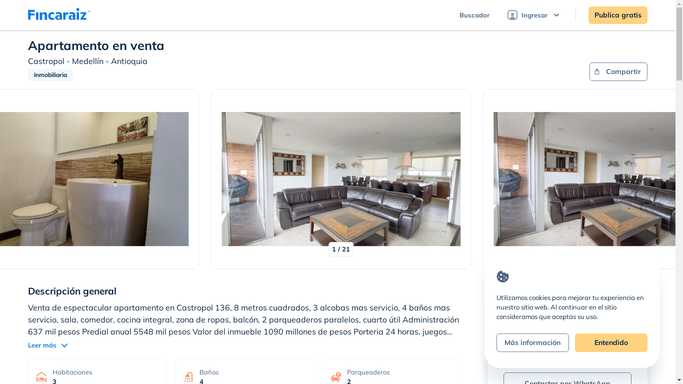 Fincaraiz
Buscador
Ingresar
Publica gratis
Apartamento en venta
Castropol - Medellín - Antioquia
Inmobiliaria
Compartir
1 / 21
Descripción general
Venta de espectacular apartamento en Castropol 136, 8 metros cuadrados, 3 alcobas mas servicio, 4 baños mas
servicio, sala, comedor, cocina integral, zona de ropas, balcón, 2 parqueaderos paralelos, cuarto útil Administración
637 mil pesos Predial anual 5548 mil pesos Valor del inmueble 1090 millones de pesos Porteria 24 horas, juegos...
Leer más
Habitaciones
3
Baños
4
Parqueaderos
2
Utilizamos cookies para mejorar tu experiencia en
nuestro sitio web. Al continuar en el sitio
consideramos que aceptas su uso.
Más información
Entendido
Contactar por WhatsApp